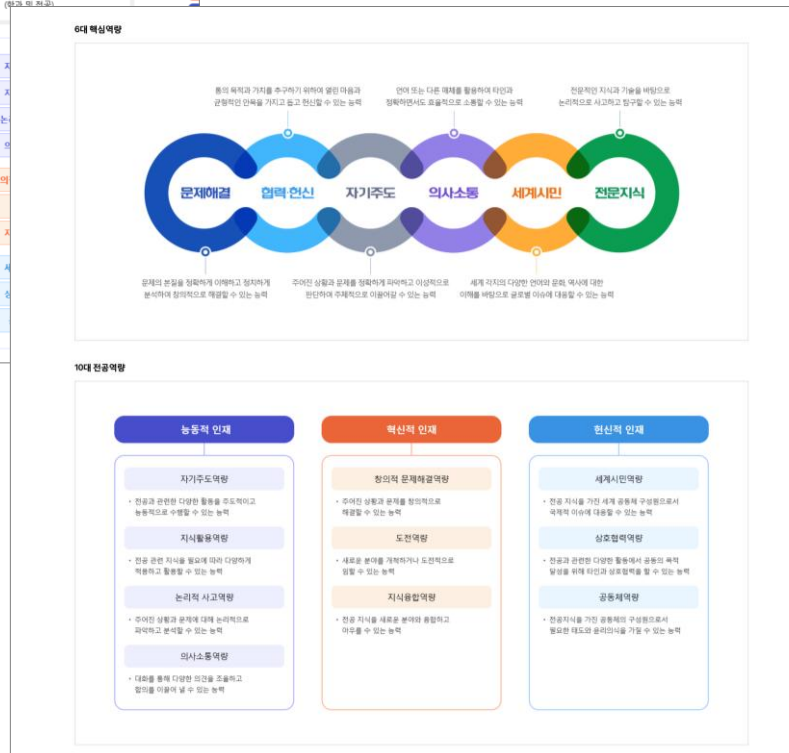 (학과 및 전공)
6대 핵심역량
통의 목적과 가치를 추구하기 위하여 열린 마음과
균형적인 안목을 가지고 돕고 헌신할 수 있는 능력
언어 또는 다른 매체를 활용하여 타인과
정확하면서도 효율적으로 소통할 수 있는 능력
전문적인 지식과 기술을 바탕으로
논리적으로 사고하고 탐구할 수 있는 능력
문제해결
협력·헌신
자기주도
의사소통
세계시민
전문지식
문제의 본질을 정확하게 이해하고 정치하게
분석하여 창의적으로 해결할 수 있는 능력
주어진 상황과 문제를 정확하게 파악하고 이성적으로
판단하여 주체적으로 이끌어갈 수 있는 능력
세계 각지의 다양한 언어와 문화, 역사에 대한
이해를 바탕으로 글로벌 이슈에 대응할 수 있는 능력
10대 전공역량
능동적 인재
자기주도역량
• 전공과 관련한 다양한 활동을 주도적이고
능동적으로 수행할 수 있는 능력
지식활용역량
• 전공 관련 지식을 필요에 따라 다양하게
적용하고 활용할 수 있는 능력
논리적 사고역량
• 주어진 상황과 문제에 대해 논리적으로
파악하고 분석할 수 있는 능력
의사소통역량
• 대화를 통해 다양한 의견을 조율하고
합의를 이끌어 낼 수 있는 능력
혁신적 인재
창의적 문제해결역량
• 주어진 상황과 문제를 창의적으로
해결할 수 있는 능력
도전역량
• 새로운 분야를 개척하거나 도전적으로
임할 수 있는 능력
지식융합역량
• 전공 지식을 새로운 분야와 융합하고
아우를 수 있는 능력
헌신적 인재
세계시민역량
• 전공 지식을 가진 세계 공동체 구성원으로서
국제적 이슈에 대응할 수 있는 능력
상호협력역량
• 전공과 관련한 다양한 활동에서 공동의 목적
달성을 위해 타인과 상호협력을 할 수 있는 능력
공동체역량
• 전공지식을 가진 공동체의 구성원으로서
필요한 태도와 윤리의식을 가질 수 있는 능력